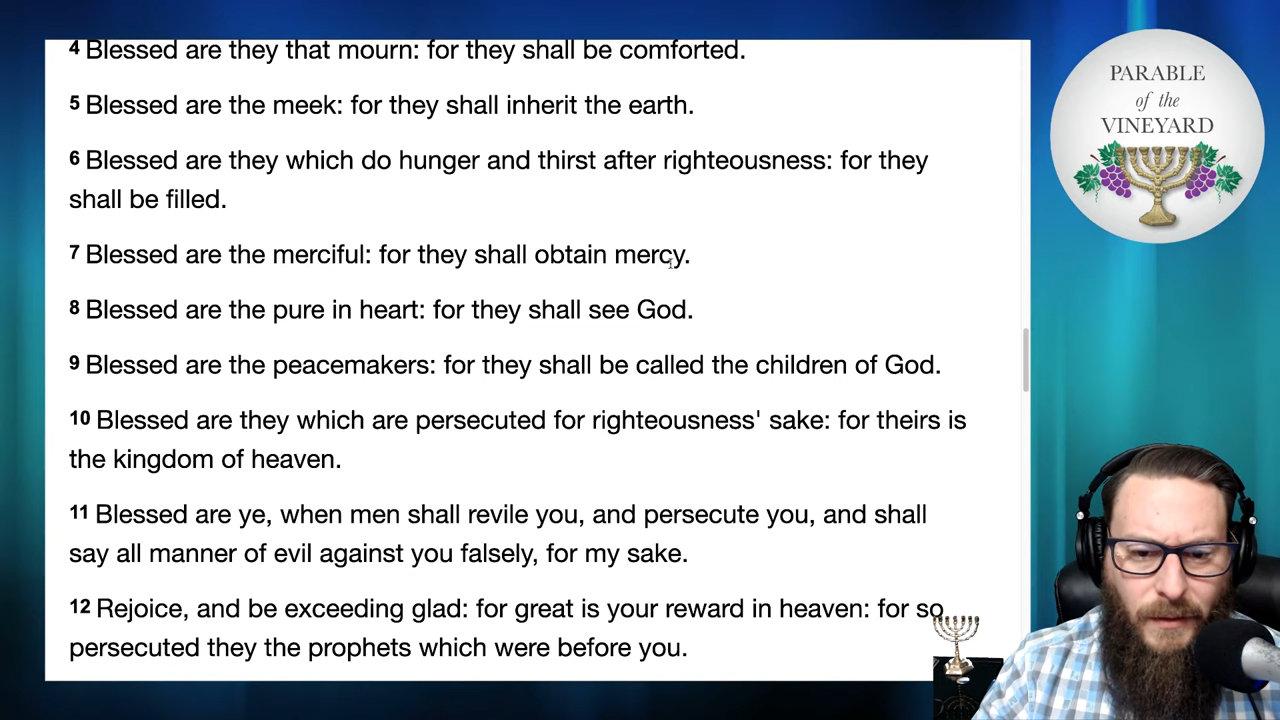 4 Blessed are they that mourn: for they shall be comforted.
5 Blessed are the meek: for they shall inherit the earth.
6 Blessed are they which do hunger and thirst after righteousness: for they
shall be filled.
7 Blessed are the merciful: for they shall obtain mercy.
8 Blessed are the pure in heart: for they shall see God.
9 Blessed are the peacemakers: for they shall be called the children of God.
10 Blessed are they which are persecuted for righteousness' sake: for theirs is
the kingdom of heaven.
11 Blessed are ye, when men shall revile you, and persecute you, and shall
say all manner of evil against you falsely, for my sake.
12 Rejoice, and be exceeding glad: for great is your reward in heaven: for so
persecuted they the prophets which were before you.
PARABLE
of the
VINEYARD